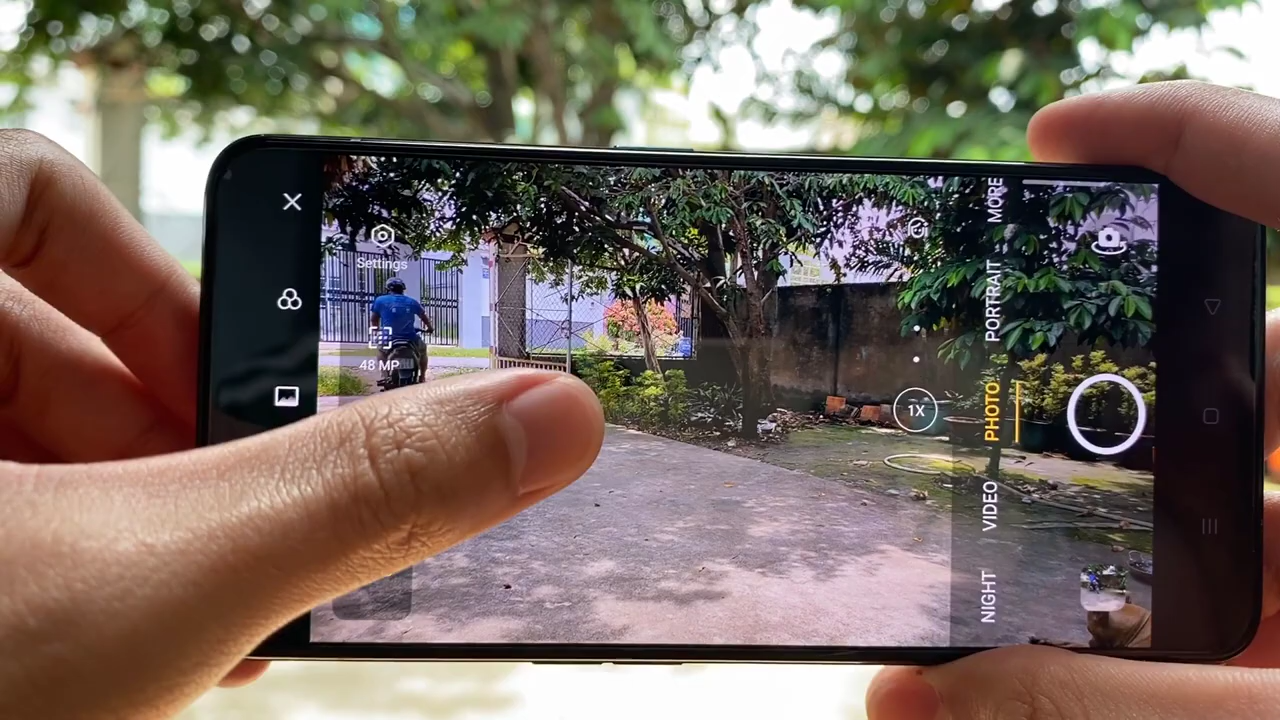 Settings
48 MP
1X
MORE
PORTRAIT
PHOTO
VIDEO
NIGHT